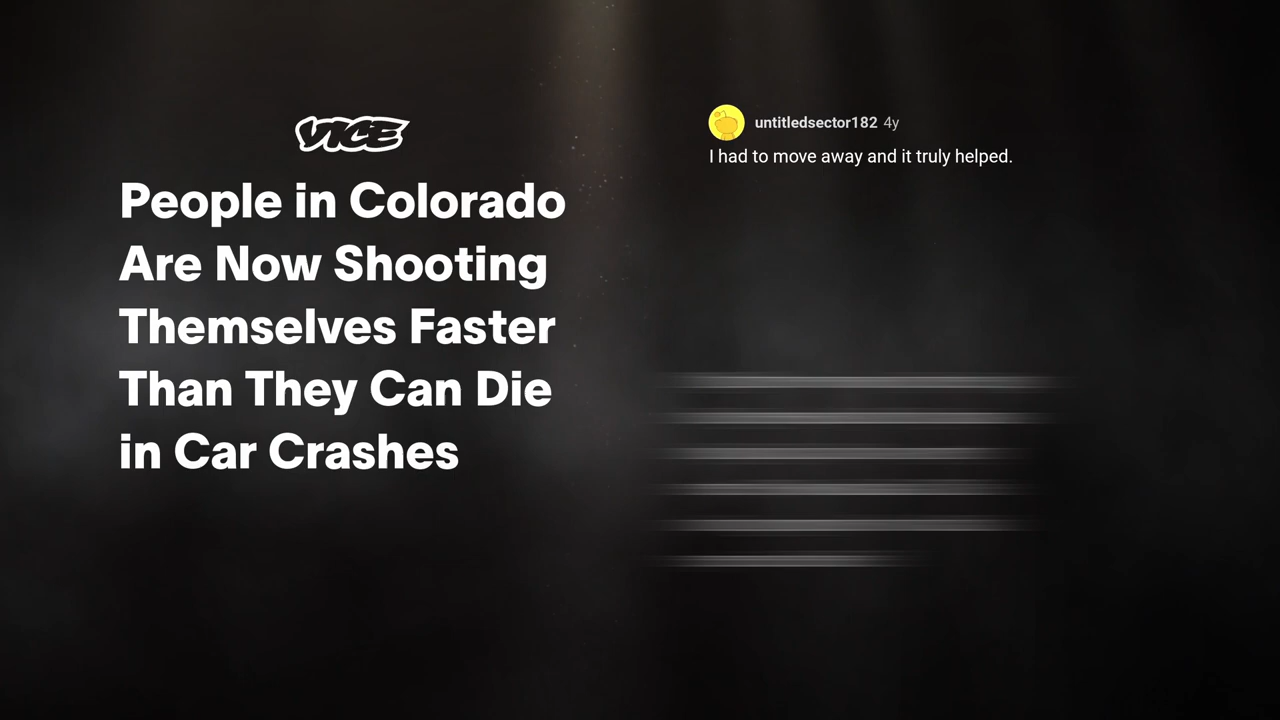 VICE
People in Colorado
Are Now Shooting
Themselves Faster
Than They Can Die
in Car Crashes
untitledsector182 4y
I had to move away and it truly helped.